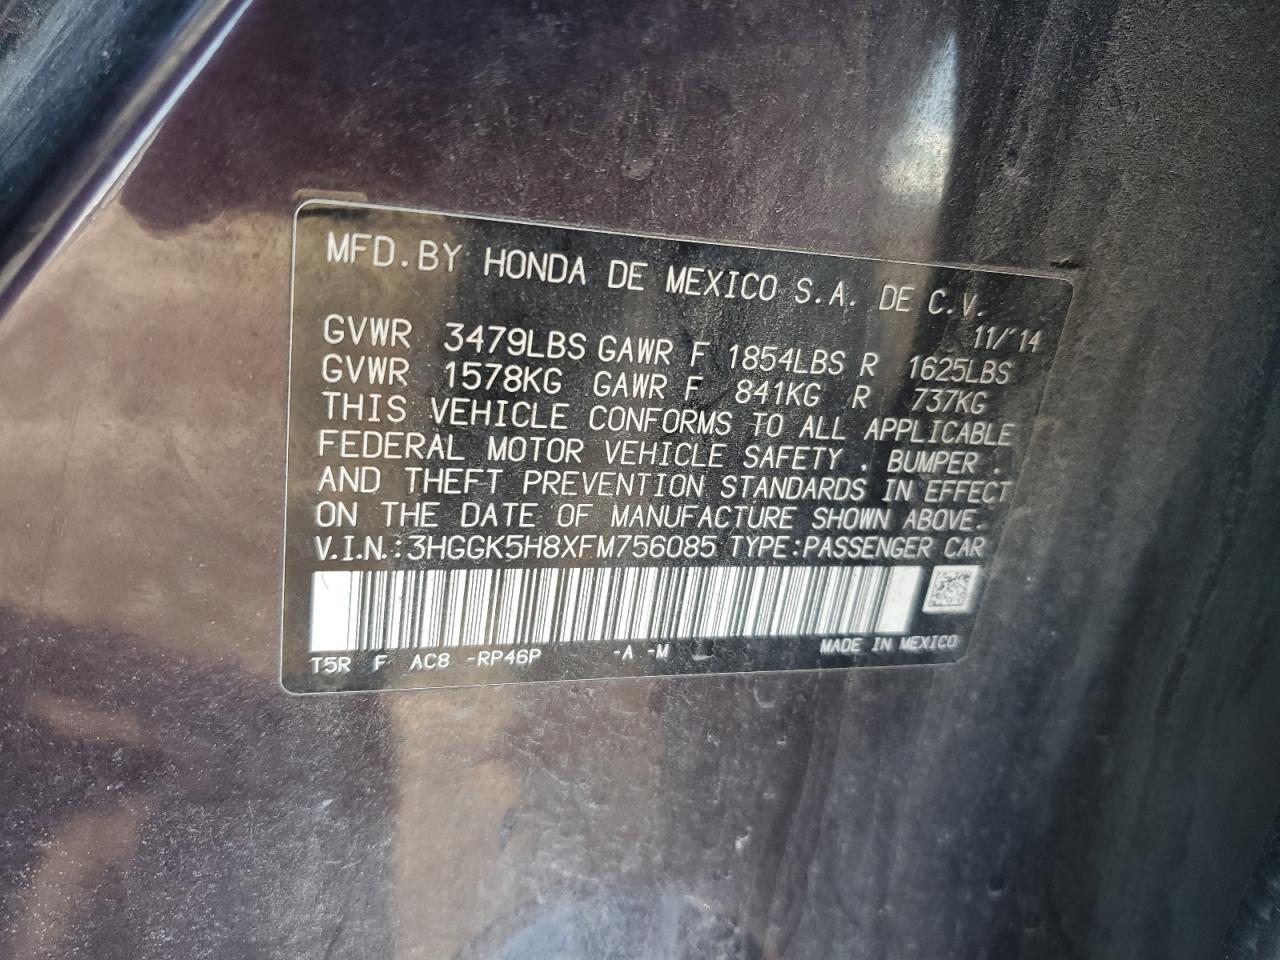 MFD. BY HONDA DE MEXICO S.A. DE C.V.
11/'14
GVWR 3479LBS GAWR F 1854LBS R 1625LBS
GVWR 1578KG GAWR F 841KG R 737KG
THIS VEHICLE CONFORMS TO ALL APPLICABLE
FEDERAL MOTOR VEHICLE SAFETY , BUMPER ,
AND THEFT PREVENTION STANDARDS IN EFFECT
ON THE DATE OF MANUFACTURE SHOWN ABOVE.
V.I.N.:3HGGK5H8XFM756085 TYPE:PASSENGER CAR
T5R F AC8 -RP46P -A -M MADE IN MEXICO